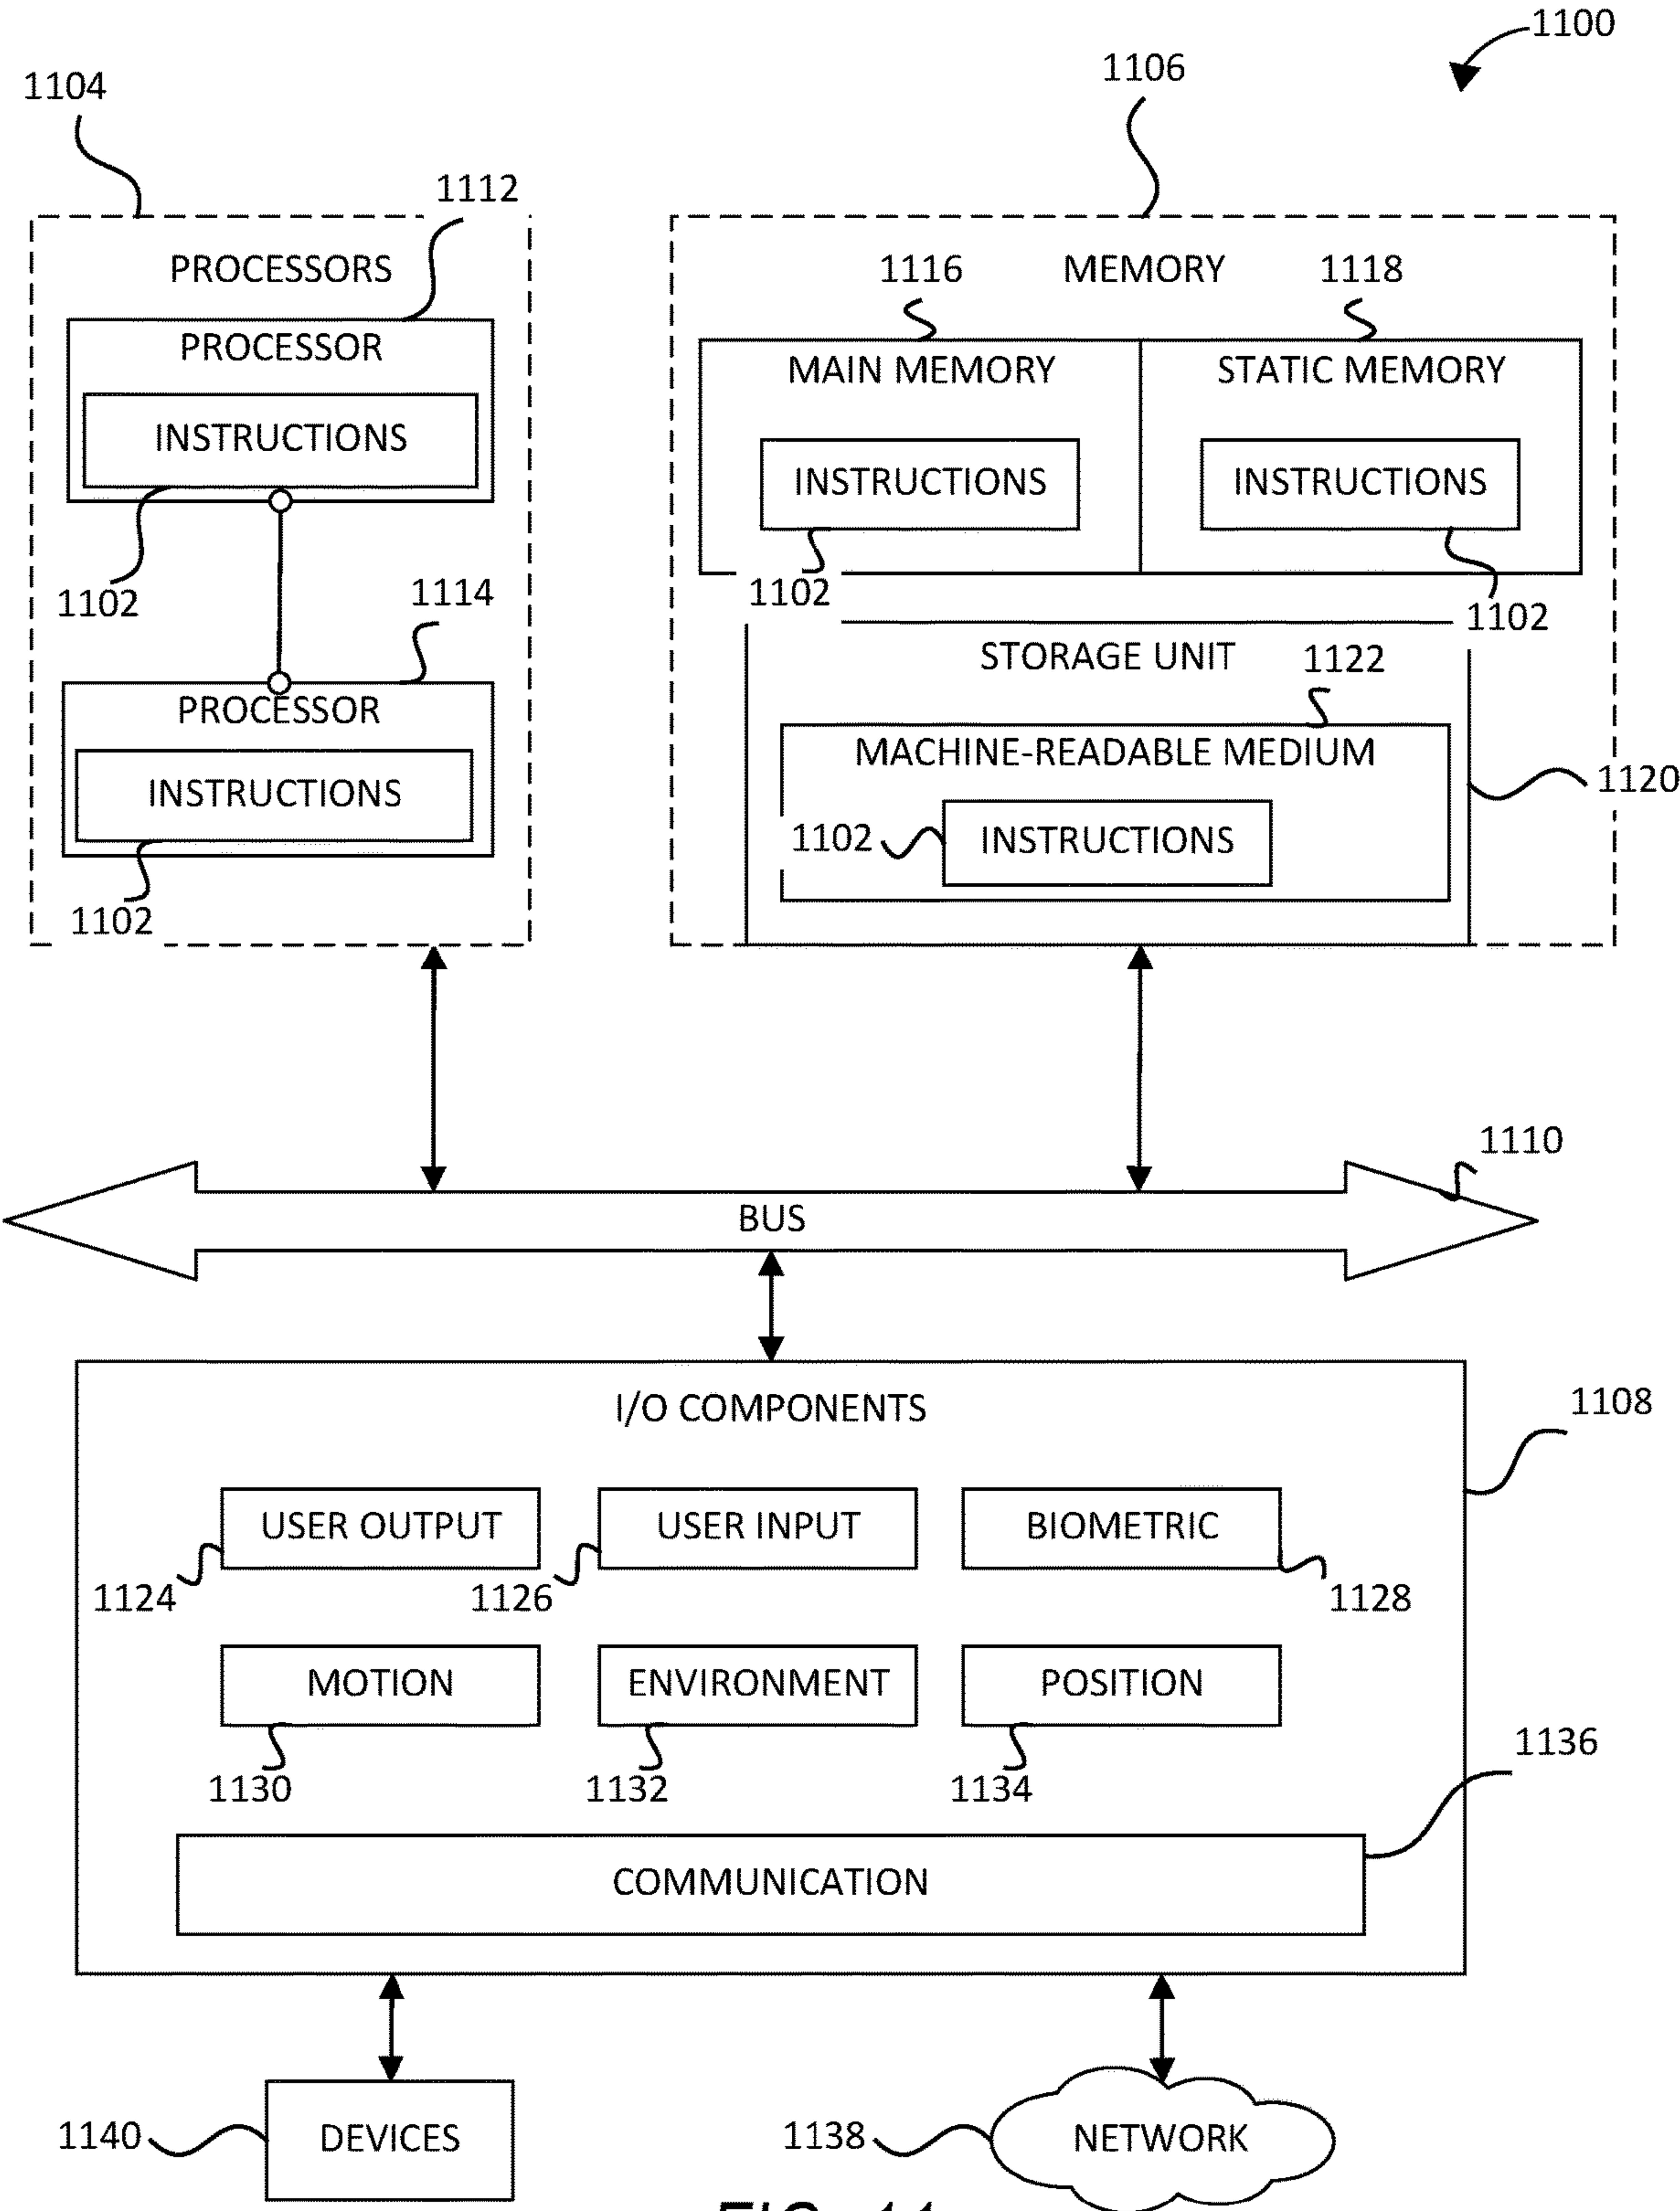 1100
1104
1106
1112
PROCESSORS
1116
MEMORY
1118
PROCESSOR
MAIN MEMORY
STATIC MEMORY
INSTRUCTIONS
INSTRUCTIONS
INSTRUCTIONS
1102
1114
1102
1102
STORAGE UNIT
1122
PROCESSOR
MACHINE-READABLE MEDIUM
1120
INSTRUCTIONS
1102
INSTRUCTIONS
1102
1110
BUS
I/O COMPONENTS
1108
USER OUTPUT
USER INPUT
BIOMETRIC
1124
1126
1128
MOTION
ENVIRONMENT
POSITION
1136
1130
1132
1134
COMMUNICATION
1140
DEVICES
1138
NETWORK